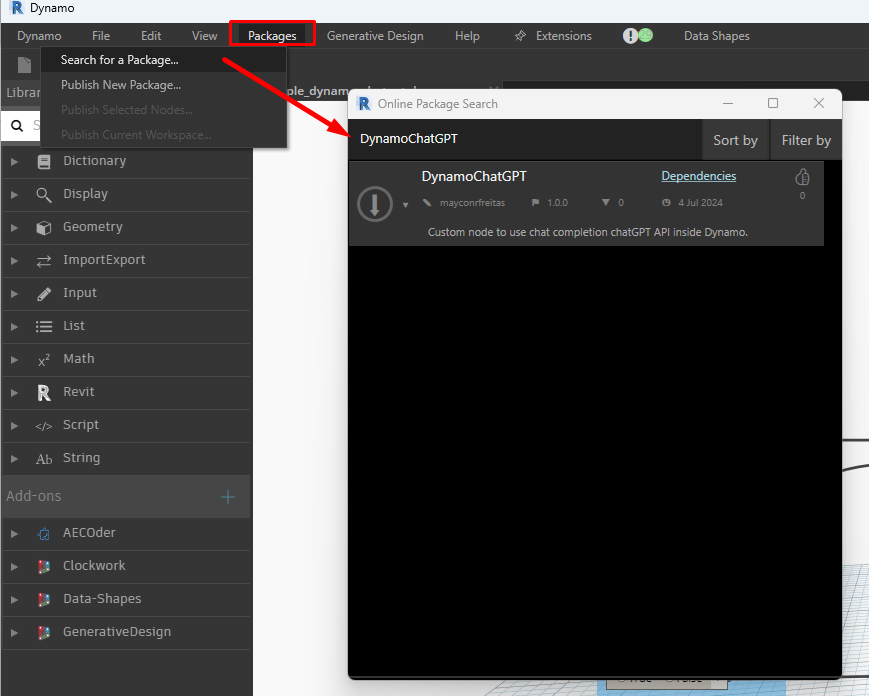 Dynamo
Dynamo File Edit View Packages Generative Design Help Extensions Data Shapes
Search for a Package...
Publish New Package...
Publish Selected Nodes...
Publish Current Workspace...
Online Package Search
DynamoChatGPT Sort by Filter by
DynamoChatGPT Dependencies
mayconrfreitas 1.0.0 0 4 Jul 2024 0
Custom node to use chat completion chatGPT API inside Dynamo.
Dictionary
Display
Geometry
ImportExport
Input
List
Math
Revit
Script
String
Add-ons
AECOder
Clockwork
Data-Shapes
GenerativeDesign